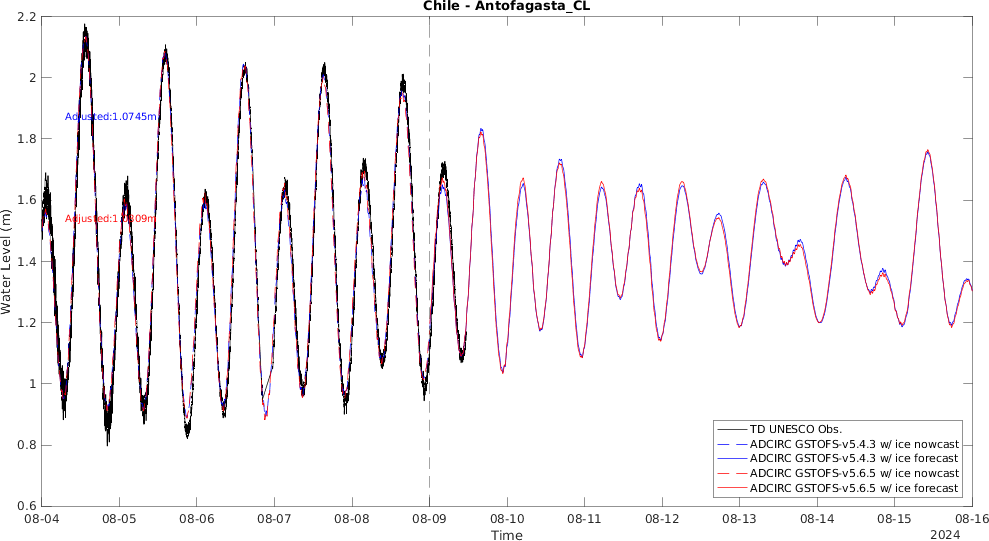 Chile - Antofagasta_CL
2.2
2
1.8
1.6
1.4
1.2
1
0.8
0.6
Water Level (m)
Adjusted:1.0745m
08-04
08-05
08-06
08-07
08-08
08-09
08-10
08-11
08-12
08-13
08-14
08-15
08-16
Time
2024
TD UNESCO Obs.
ADCIRC GSTOFS-v5.4.3 w/ ice nowcast
ADCIRC GSTOFS-v5.4.3 w/ ice forecast
ADCIRC GSTOFS-v5.6.5 w/ ice nowcast
ADCIRC GSTOFS-v5.6.5 w/ ice forecast